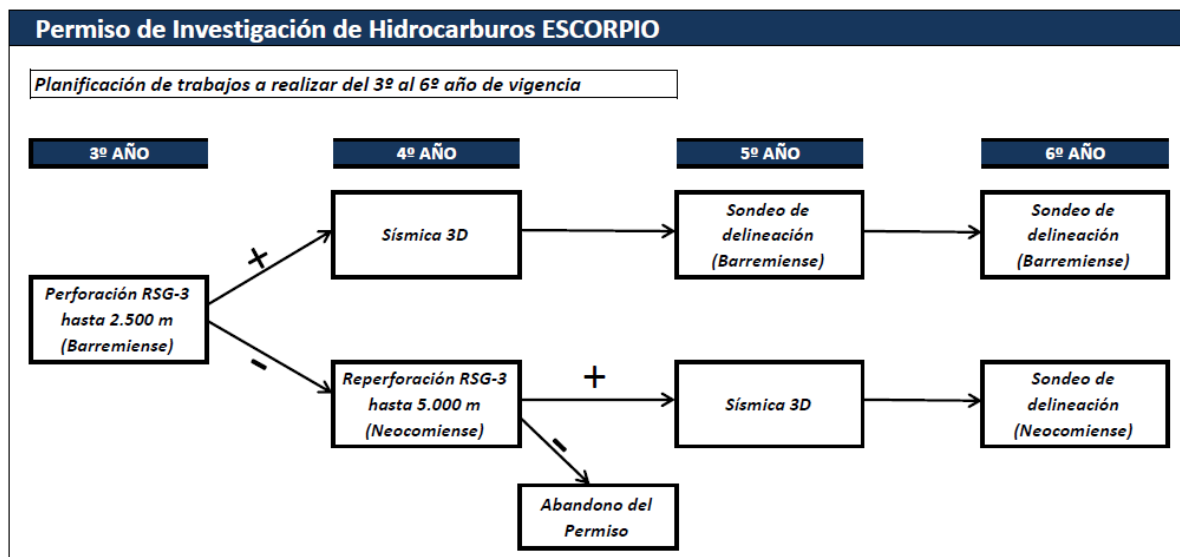 Permiso de Investigación de Hidrocarburos ESCORPIO
Planificación de trabajos a realizar del 3º al 6º año de vigencia
3º AÑO
4º AÑO
5º AÑO
6º AÑO
Sísmica 3D
Sondeo de
delineación
(Barremiense)
Sondeo de
delineación
(Barremiense)
+
Perforación RSG-3
hasta 2.500 m
(Barremiense)
-
Reperforación RSG-3
hasta 5.000 m
(Neocomiense)
+
Sísmica 3D
Sondeo de
delineación
(Neocomiense)
-
Abandono del
Permiso